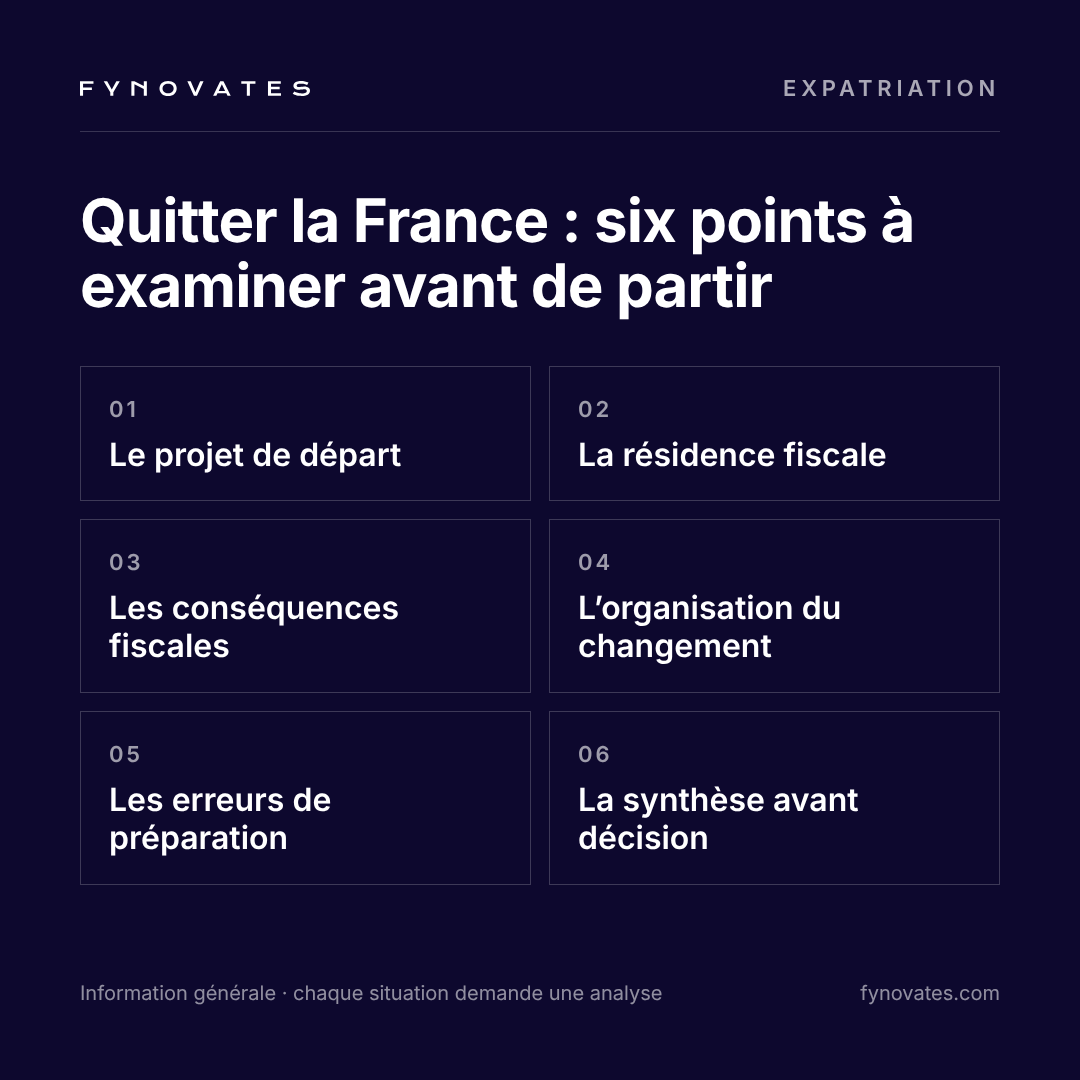 FYNOVATES
EXPATRIATION
Quitter la France : six points à
examiner avant de partir
01
Le projet de départ
02
La résidence fiscale
03
Les conséquences
fiscales
04
L’organisation du
changement
05
Les erreurs de
préparation
06
La synthèse avant
décision
Information générale · chaque situation demande une analyse
fynovates.com